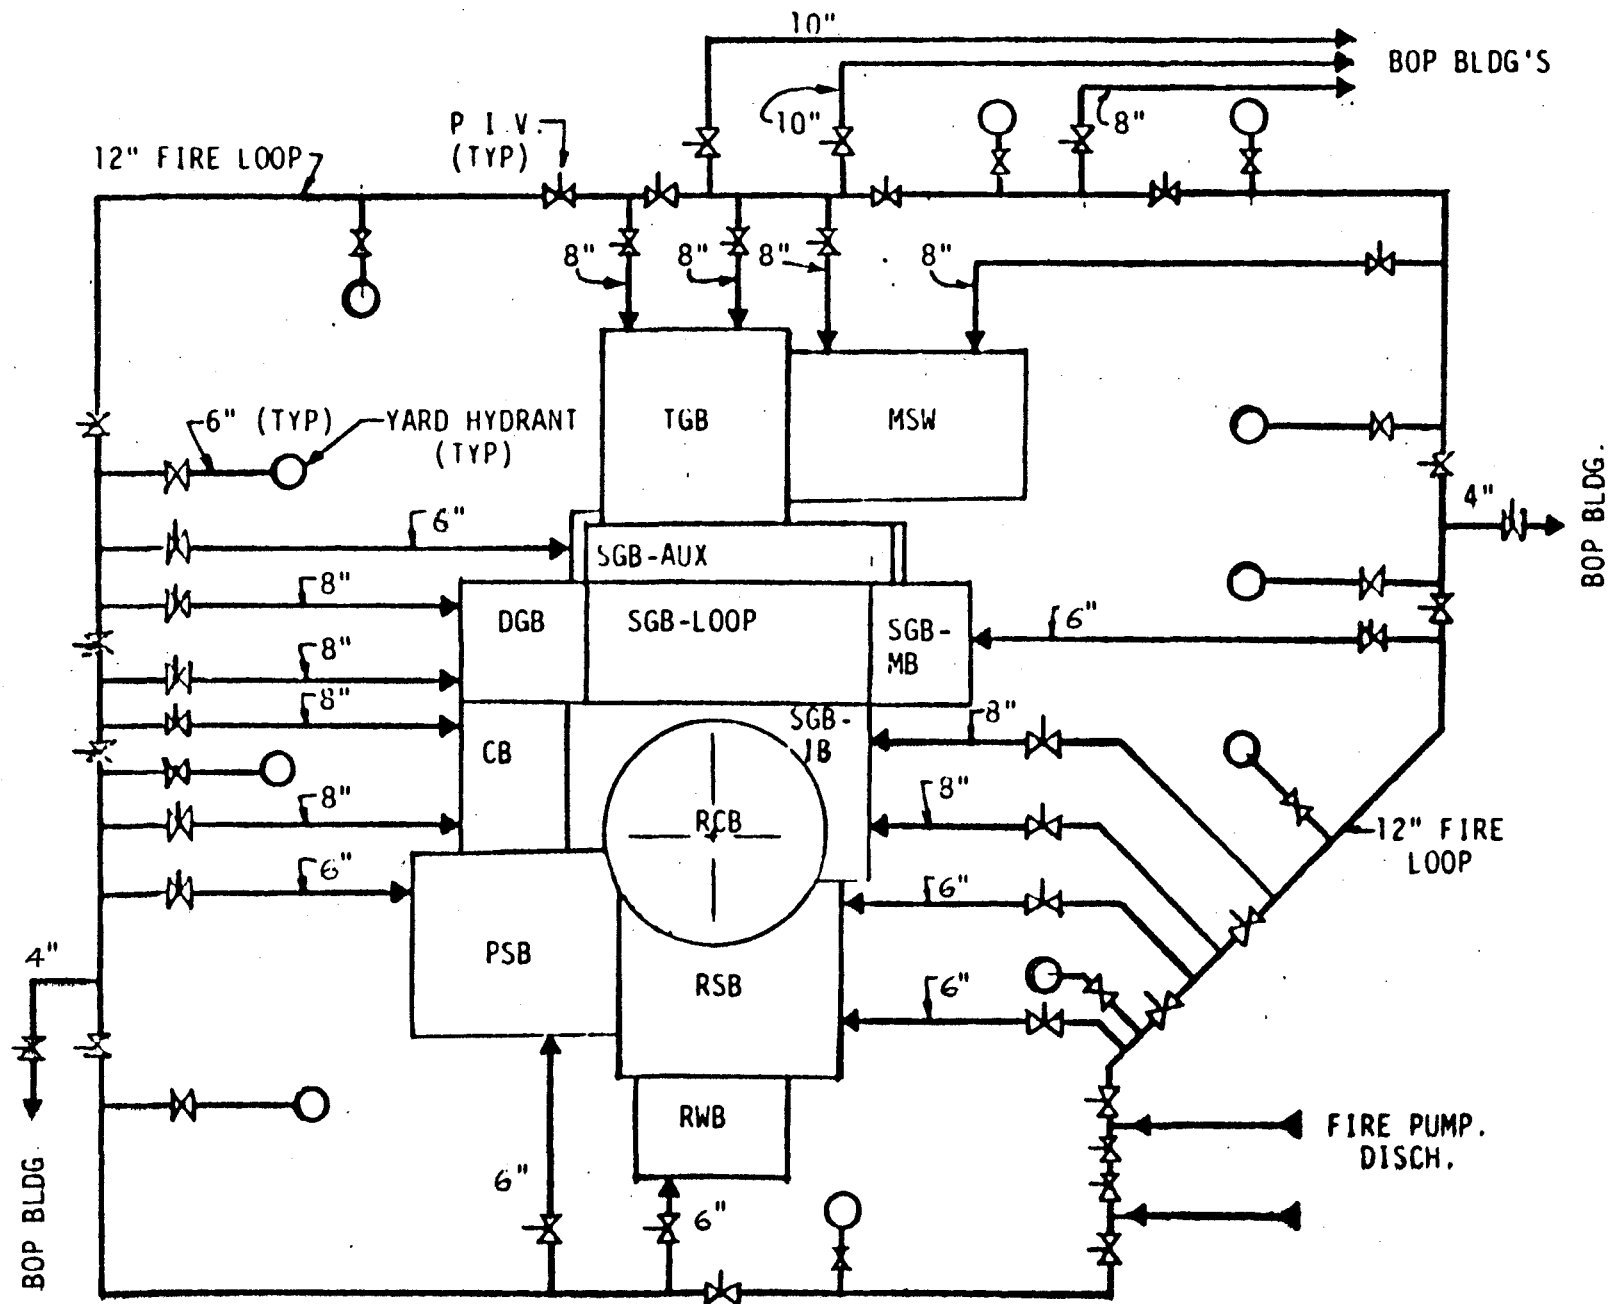 10"
BOP BLDG'S
10"
8"
P.I.V.
(TYP)
12" FIRE LOOP
8"
8"
8"
8"
TGB
MSW
6" (TYP)
YARD HYDRANT
(TYP)
4"
BOP BLDG.
6"
SGB-AUX
8"
DGB
SGB-LOOP
SGB-
MB
6"
8"
8"
SGB-
IB
8"
CB
8"
8"
RCB
12" FIRE
LOOP
6"
6"
4"
PSB
RSB
6"
RWB
FIRE PUMP.
DISCH.
6"
6"
BOP BLDG